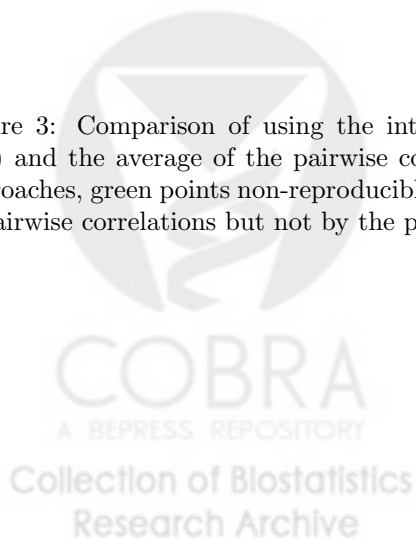 re 3: Comparison of using the int
) and the average of the pairwise co
roaches, green points non-reproducibl
airwise correlations but not by the p
COBRA
A BEPRESS REPOSITORY
Collection of Biostatistics
Research Archive